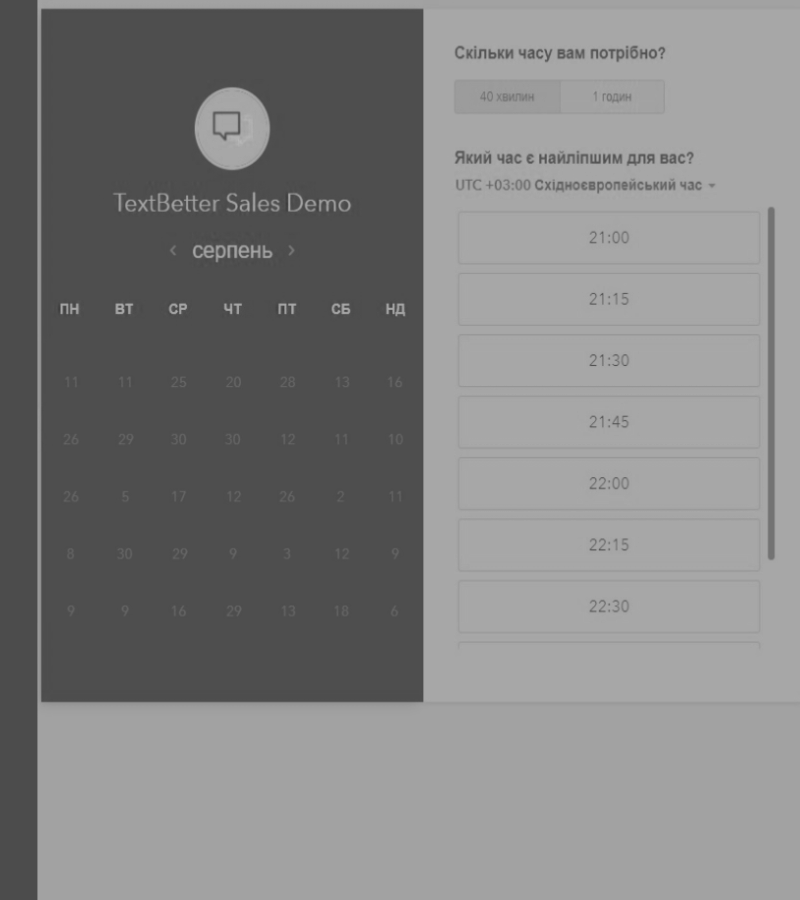 TextBetter Sales Demo
серпень
ПН ВТ СР ЧТ ПТ СБ НД
11 11 25 20 28 13 16
26 29 30 30 12 11 10
26 5 17 12 26 2 11
8 30 29 9 3 12 9
9 9 16 29 13 18 6
Скільки часу вам потрібно?
40 хвилин 1 годин
Який час є найліпшим для вас?
UTC +03:00 Східноєвропейський час
21:00
21:15
21:30
21:45
22:00
22:15
22:30